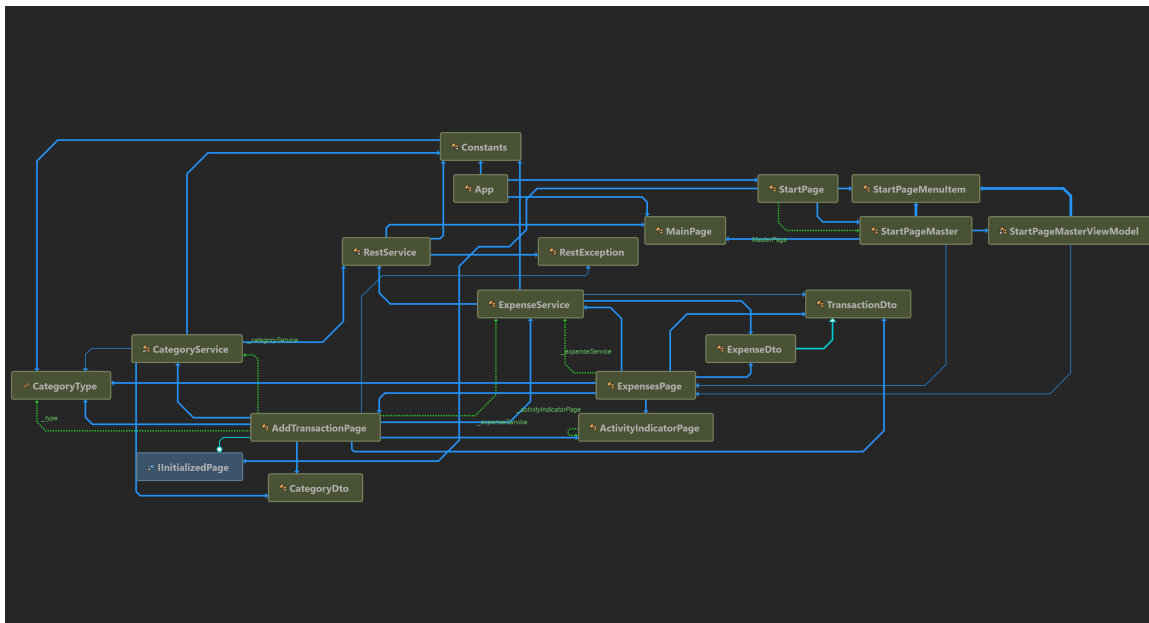 Constants
App
StartPage
StartPageMenuItem
MainPage
MasterPage
StartPageMaster
StartPageMasterViewModel
RestService
RestException
ExpenseService
TransactionDto
CategoryService
_categoryService
_expenseService
ExpenseDto
CategoryType
ExpensesPage
_type
_activityIndicatorPage
_expenseService
AddTransactionPage
ActivityIndicatorPage
IInitializedPage
CategoryDto